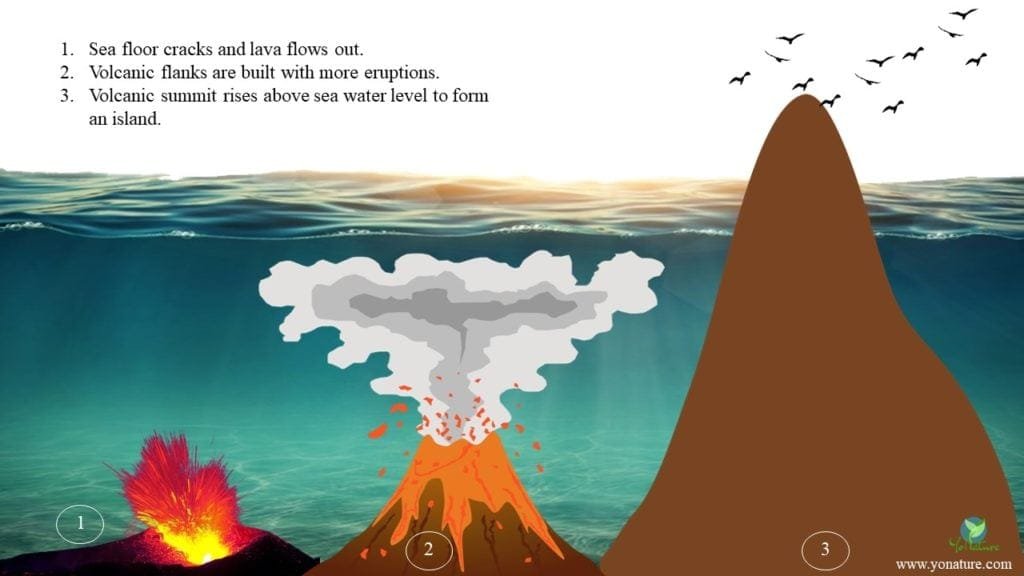 1. Sea floor cracks and lava flows out.
2. Volcanic flanks are built with more eruptions.
3. Volcanic summit rises above sea water level to form
an island.
1
2
3
YoNature
www.yonature.com